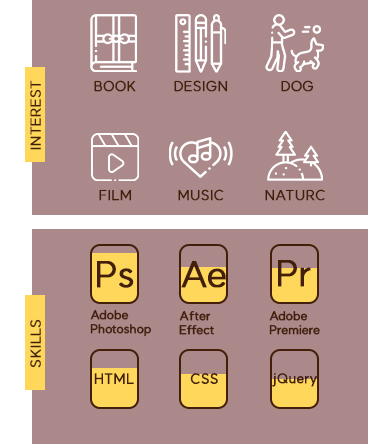 INTEREST
BOOK DESIGN DOG
FILM MUSIC NATURC
SKILLS
Ps Ae Pr
Adobe After Adobe
Photoshop Effect Premiere
HTML CSS jQuery